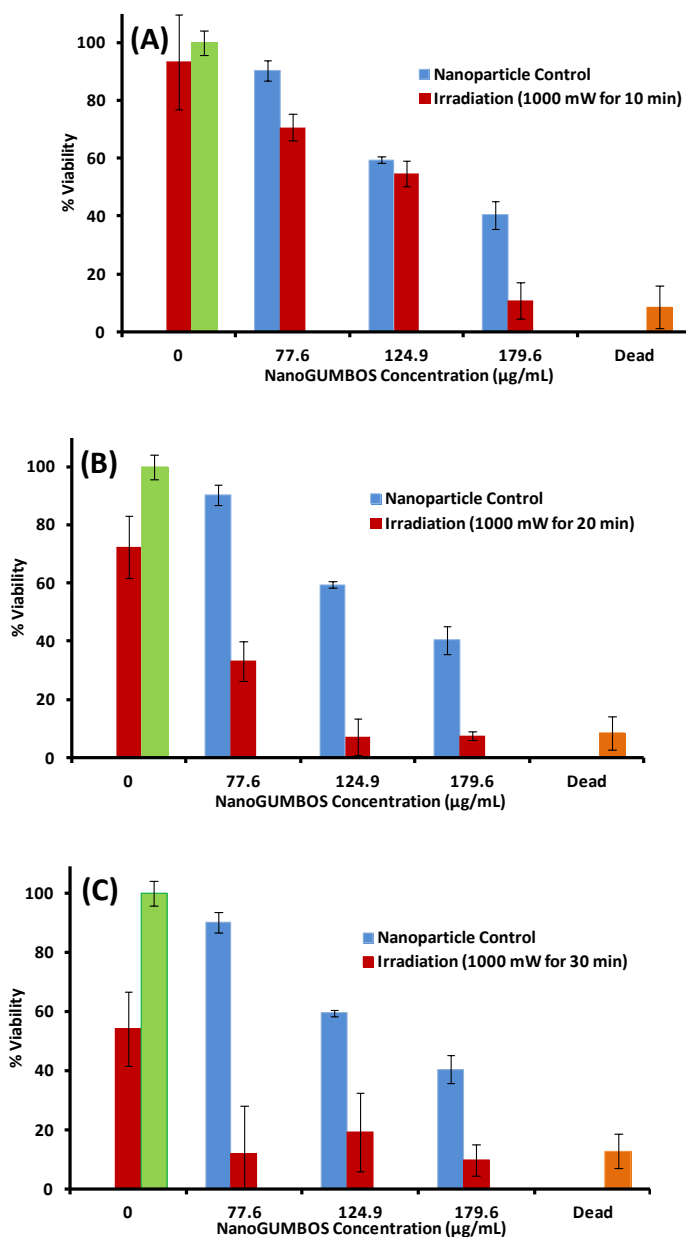 (A)
100
80
60
40
20
0
% Viability
Nanoparticle Control
Irradiation (1000 mW for 10 min)
0 77.6 124.9 179.6 Dead
NanoGUMBOS Concentration (µg/mL)
(B)
100
80
60
40
20
0
% Viability
Nanoparticle Control
Irradiation (1000 mW for 20 min)
0 77.6 124.9 179.6 Dead
NanoGUMBOS Concentration (µg/mL)
(C)
100
80
60
40
20
0
% Viability
Nanoparticle Control
Irradiation (1000 mW for 30 min)
0 77.6 124.9 179.6 Dead
NanoGUMBOS Concentration (µg/mL)